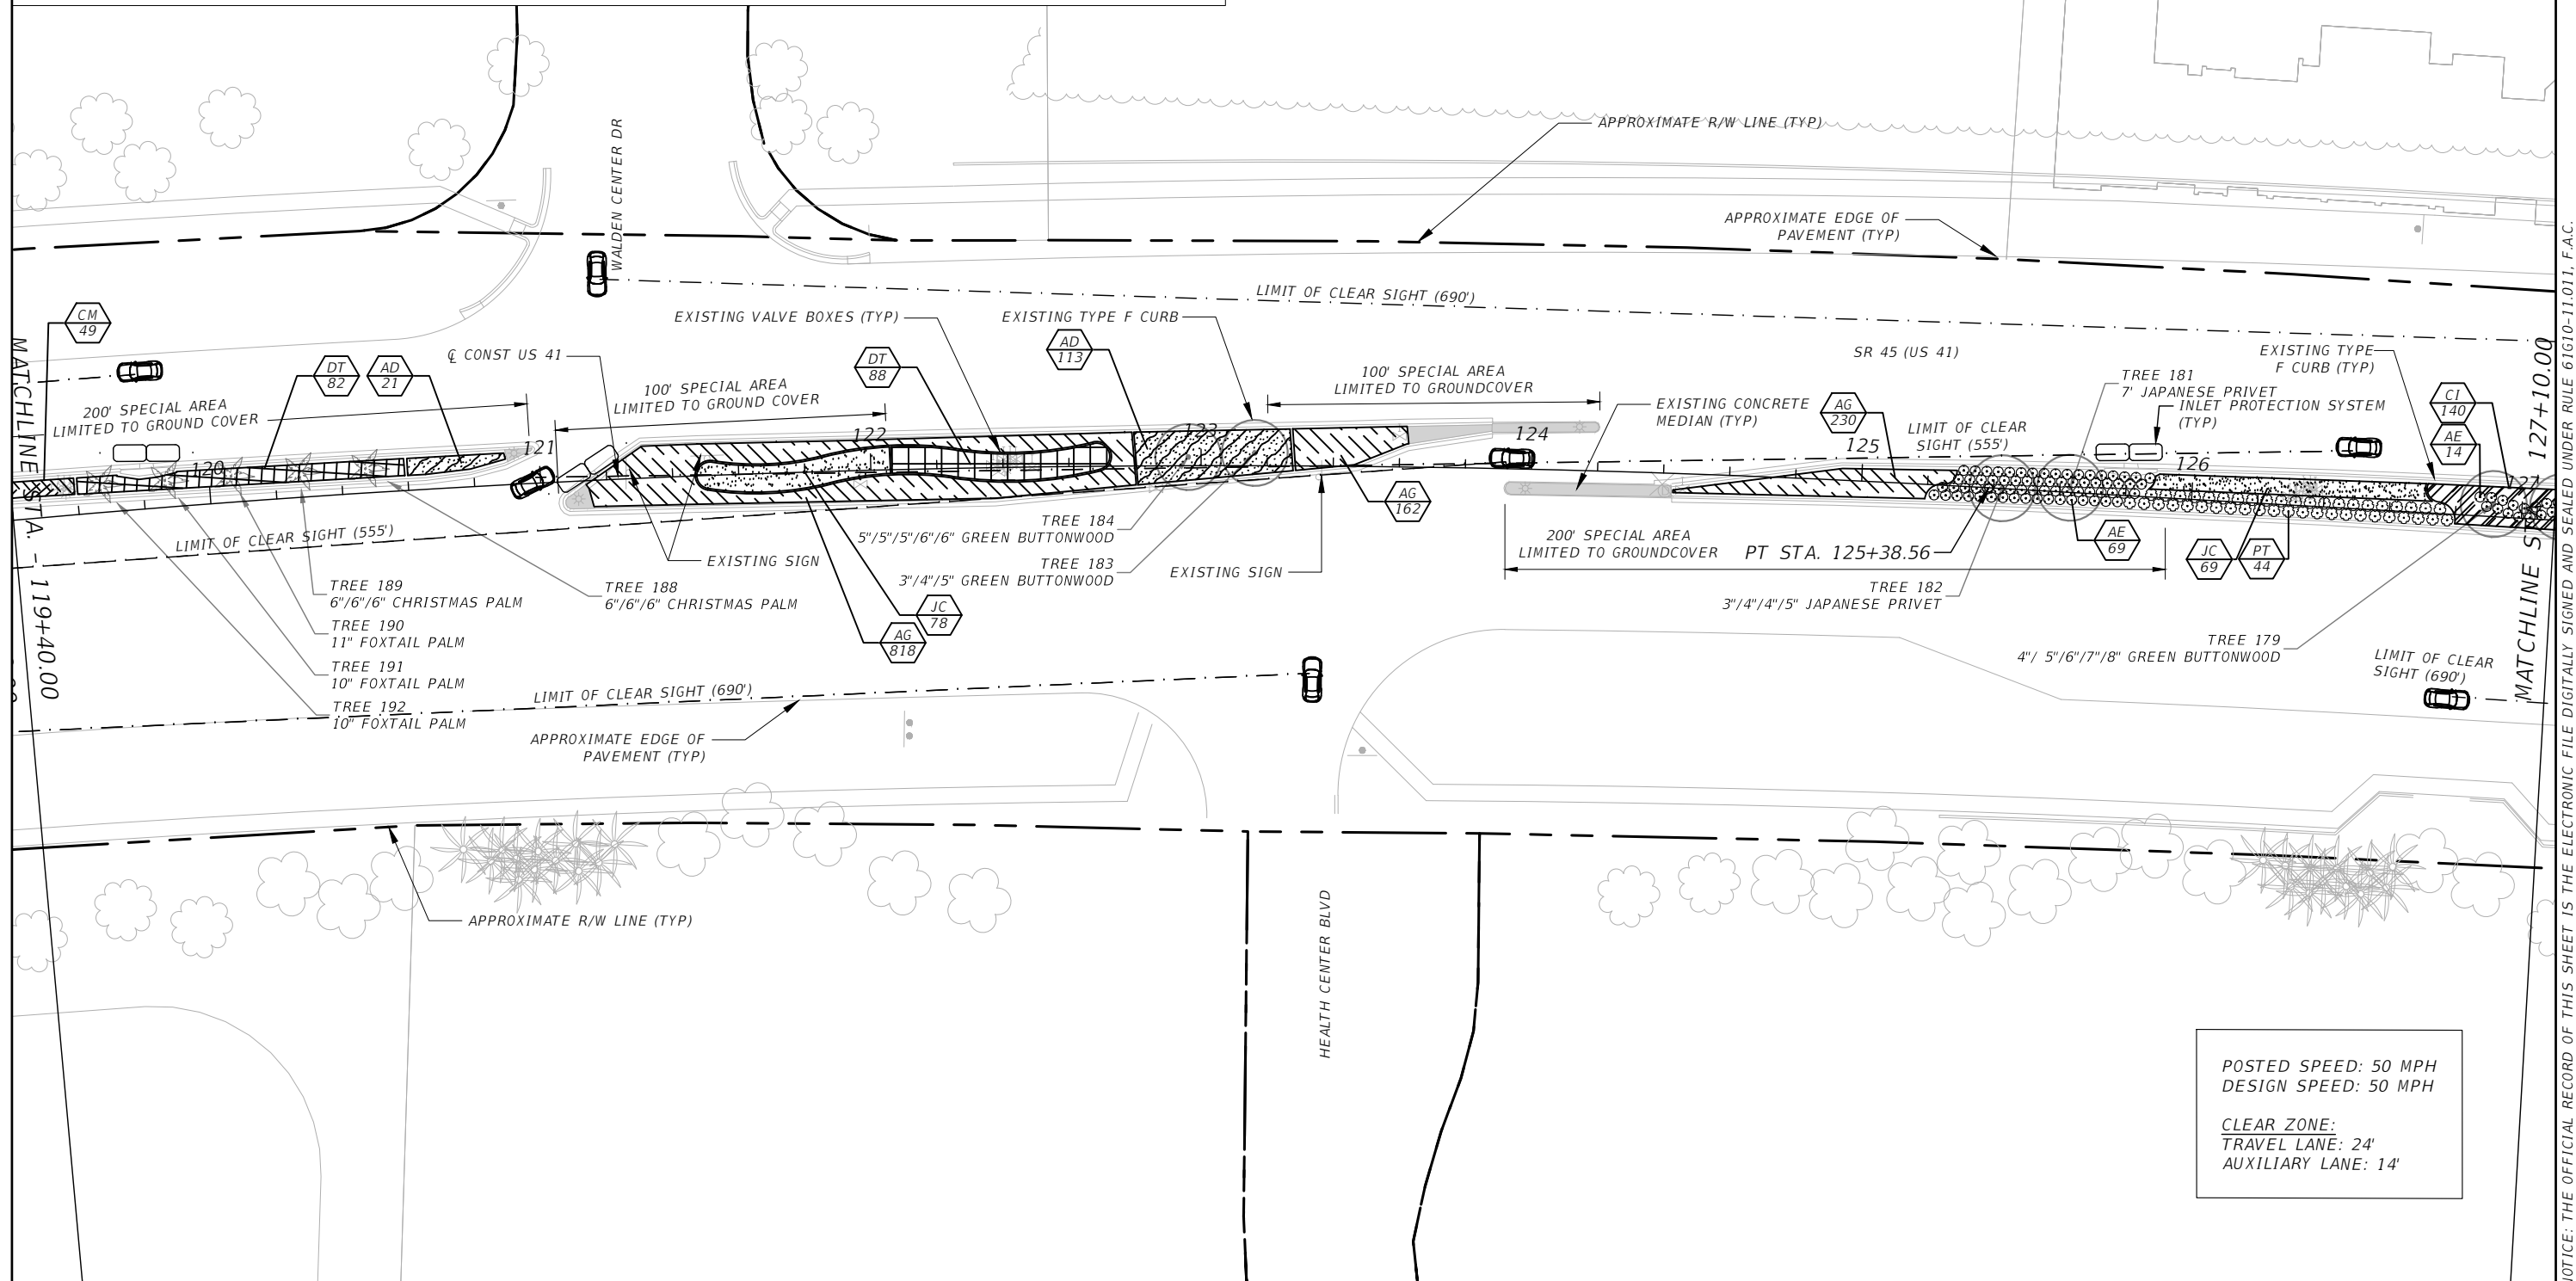 WALDEN CENTER DR
APPROXIMATE R/W LINE (TYP)
APPROXIMATE EDGE OF
PAVEMENT (TYP)
LIMIT OF CLEAR SIGHT (690')
CM
49
MATCHLINE STA. - 119+40.00
DT
82
AD
21
℄ CONST US 41
200' SPECIAL AREA
LIMITED TO GROUND COVER
EXISTING VALVE BOXES (TYP)
EXISTING TYPE F CURB
100' SPECIAL AREA
LIMITED TO GROUND COVER
DT
88
AD
113
100' SPECIAL AREA
LIMITED TO GROUNDCOVER
SR 45 (US 41)
EXISTING CONCRETE
MEDIAN (TYP)
AG
230
TREE 181
7' JAPANESE PRIVET
INLET PROTECTION SYSTEM
(TYP)
EXISTING TYPE
F CURB (TYP)
CI
140
AE
14
LIMIT OF CLEAR
SIGHT (555')
120
121
122
123
124
125
126
127
LIMIT OF CLEAR SIGHT (555')
TREE 189
6"/6"/6" CHRISTMAS PALM
TREE 190
11" FOXTAIL PALM
TREE 191
10" FOXTAIL PALM
TREE 192
10" FOXTAIL PALM
TREE 188
6"/6"/6" CHRISTMAS PALM
EXISTING SIGN
TREE 184
5"/5"/5"/6"/6" GREEN BUTTONWOOD
TREE 183
3"/4"/5" GREEN BUTTONWOOD
JC
78
AG
818
EXISTING SIGN
AG
162
200' SPECIAL AREA
LIMITED TO GROUNDCOVER
PT STA. 125+38.56
TREE 182
3"/4"/4"/5" JAPANESE PRIVET
AE
69
JC
69
PT
44
TREE 179
4"/ 5"/6"/7"/8" GREEN BUTTONWOOD
LIMIT OF CLEAR
SIGHT (690')
127+10.00
MATCHLINE S
LIMIT OF CLEAR SIGHT (690')
APPROXIMATE EDGE OF
PAVEMENT (TYP)
APPROXIMATE R/W LINE (TYP)
HEALTH CENTER BLVD
POSTED SPEED: 50 MPH
DESIGN SPEED: 50 MPH
CLEAR ZONE:
TRAVEL LANE: 24'
AUXILIARY LANE: 14'
THE OFFICIAL RECORD OF THIS SHEET IS THE ELECTRONIC FILE DIGITALLY SIGNED AND SEALED UNDER RULE 61G10-11.011, F.A.C.